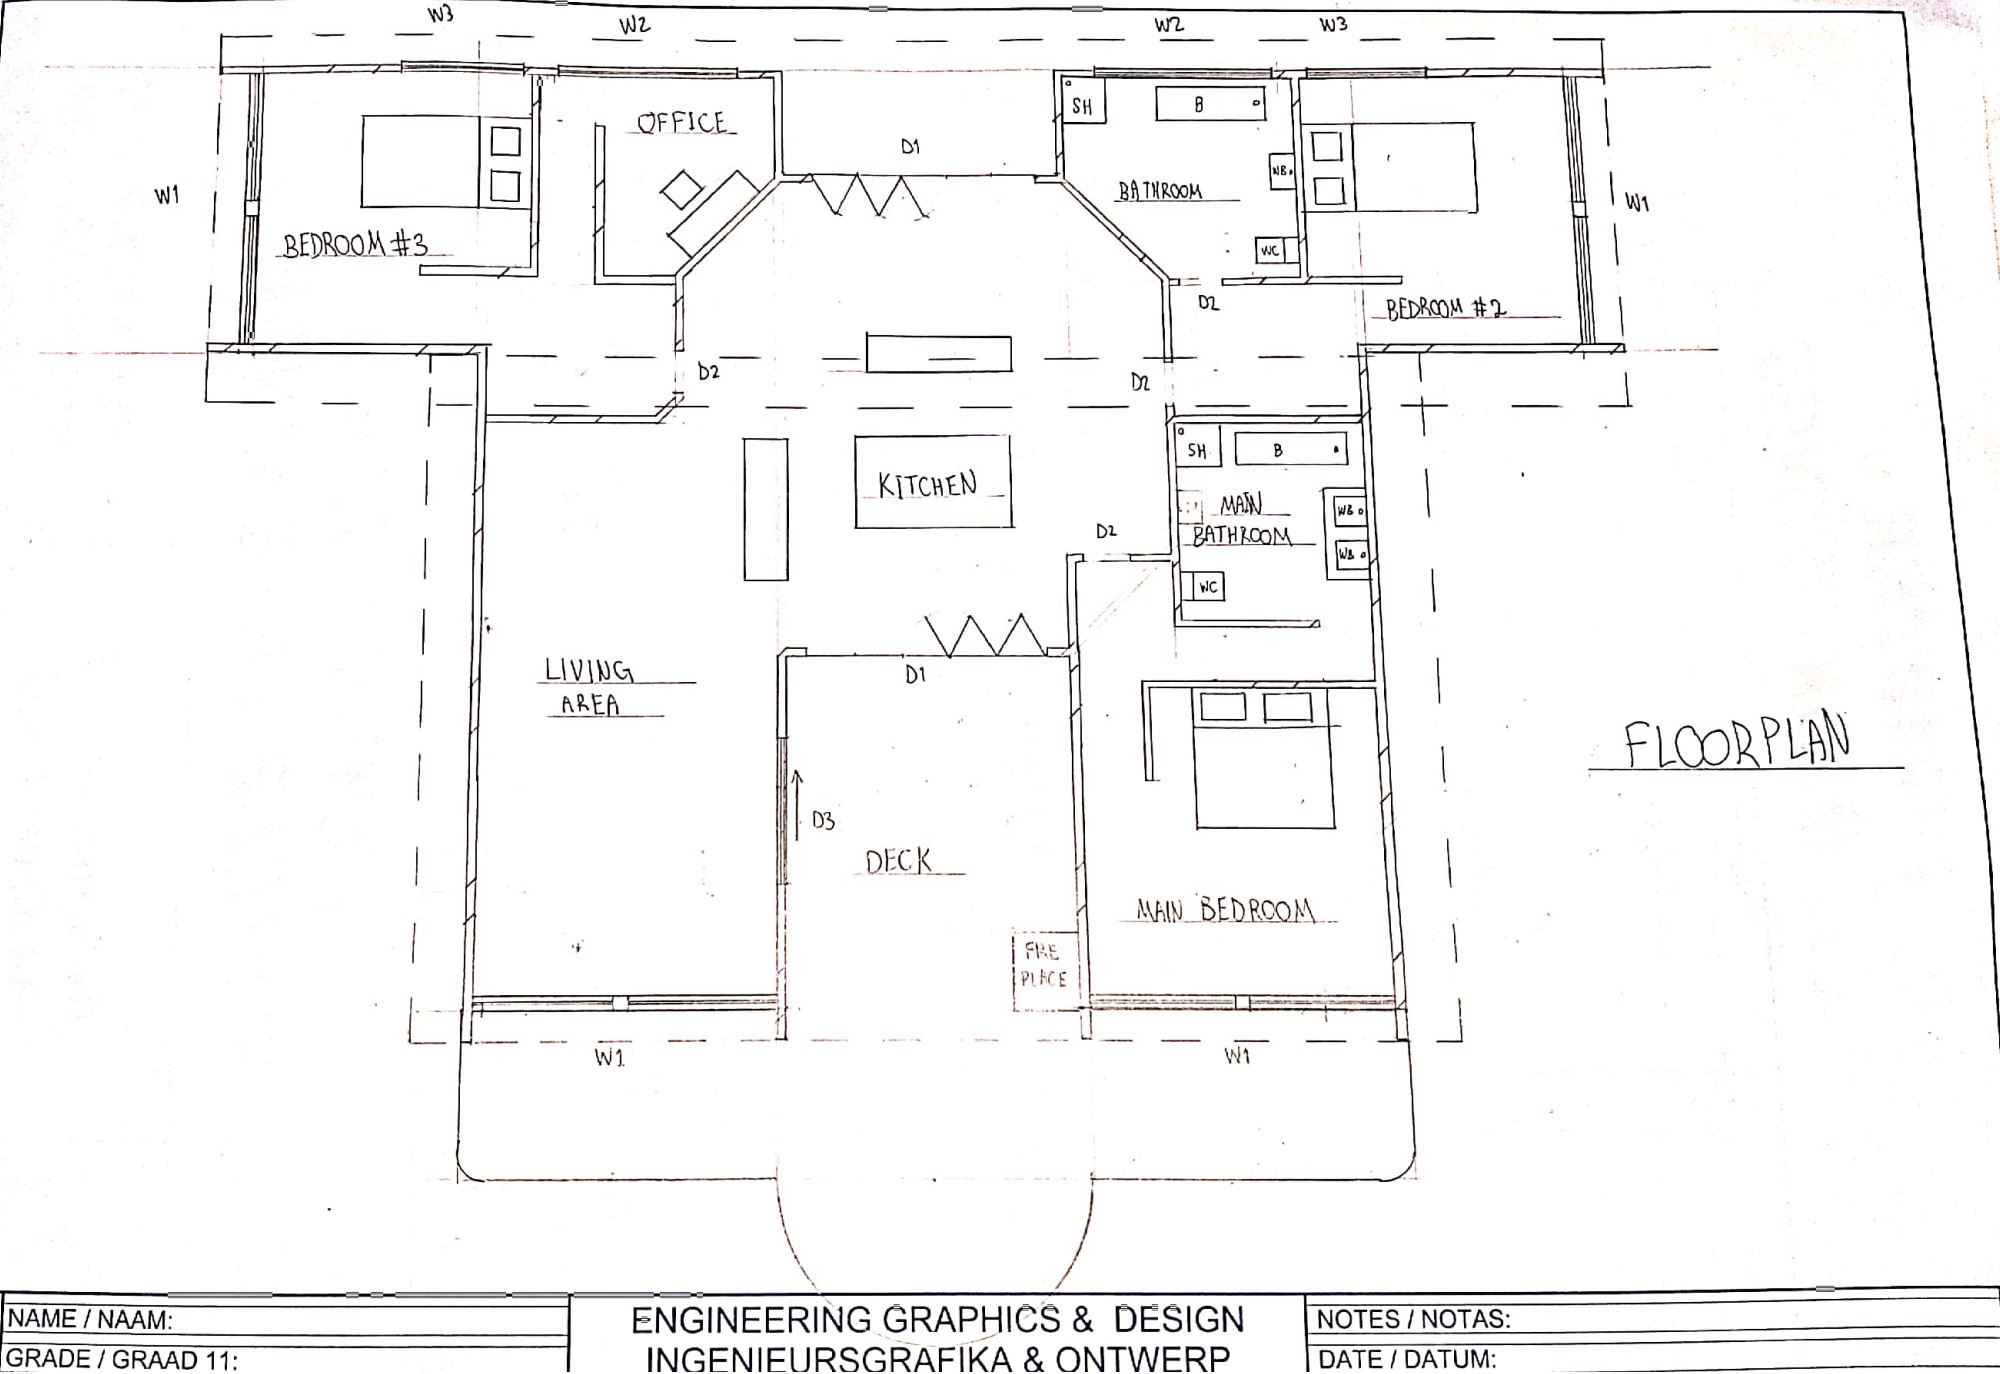 W3
W2
W2
W3
OFFICE
SH
B
D1
WB
BATHROOM
W1
W1
BEDROOM #3
WC
D2
BEDROOM #2
D2
D2
SH
B
KITCHEN
MAIN
BATHROOM
WB
D2
WB
WC
LIVING
AREA
D1
FLOORPLAN
D3
DECK
MAIN BEDROOM
FIRE
PLACE
W1
W1
NAME / NAAM:
GRADE / GRAAD 11:
ENGINEERING GRAPHICS & DESIGN
INGENIEURSGRAFIKA & ONTWERP
NOTES / NOTAS:
DATE / DATUM: